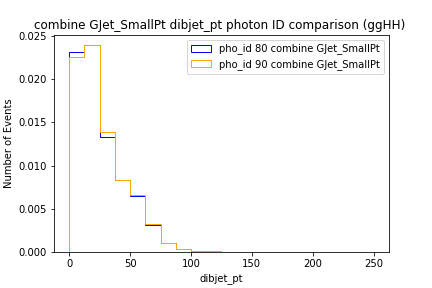 combine GJet_SmallPt dibjet_pt photon ID comparison (ggHH)
pho_id 80 combine GJet_SmallPt
pho_id 90 combine GJet_SmallPt
Number of Events
0.025
0.020
0.015
0.010
0.005
0.000
0 50 100 150 200 250
dibjet_pt